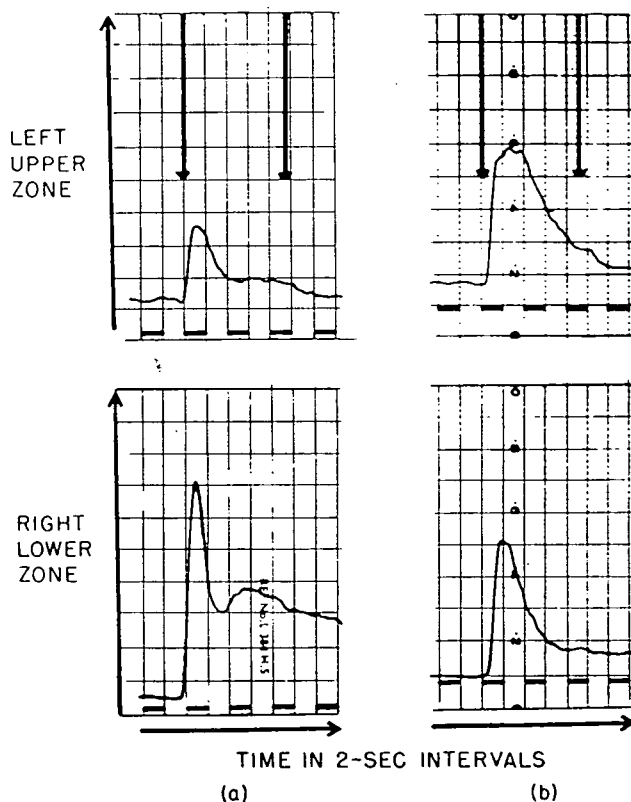 LEFT
UPPER
ZONE
RIGHT
LOWER
ZONE
TIME IN 2-SEC INTERVALS
(a)
(b)